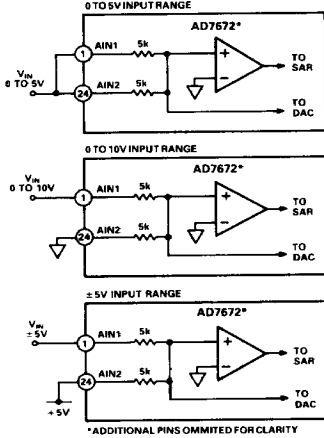 0 TO 5V INPUT RANGE
AD7672*
1 AIN1 5k
VIN
0 TO 5V
24 AIN2 5k
+
−
TO
SAR
TO
DAC
0 TO 10V INPUT RANGE
AD7672*
VIN
0 TO 10V
1 AIN1 5k
24 AIN2 5k
+
−
TO
SAR
TO
DAC
±5V INPUT RANGE
AD7672*
VIN
±5V
1 AIN1 5k
24 AIN2 5k
+5V
+
−
TO
SAR
TO
DAC
*ADDITIONAL PINS OMMITED FOR CLARITY